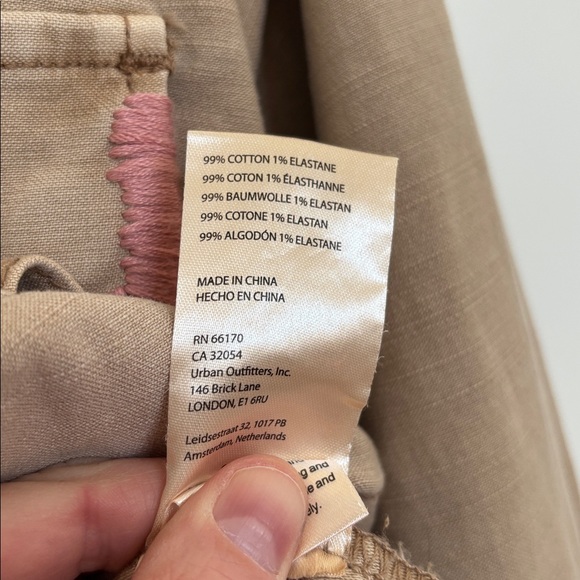 99% COTTON 1% ELASTANE
99% COTON 1% ÉLASTHANNE
99% BAUMWOLLE 1% ELASTAN
99% COTONE 1% ELASTAN
99% ALGODÓN 1% ELASTANE
MADE IN CHINA
HECHO EN CHINA
RN 66170
CA 32054
Urban Outfitters, Inc.
146 Brick Lane
LONDON, E1 6RU
Leidsestraat 32, 1017 PB
Amsterdam, Netherlands
and
and